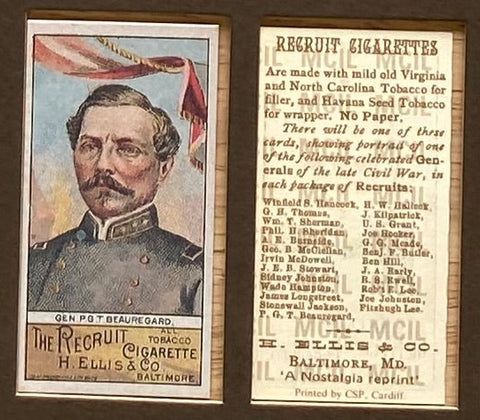 GEN P.G.T BEAUREGARD.
THE RECRUIT
ALL
TOBACCO
CIGARETTE
H. ELLIS & CO
BALTIMORE
RECRUIT CIGARETTES
Are made with mild old Virginia
and North Carolina Tobacco for
filler, and Havana Seed Tobacco
for wrapper. No Paper.
There will be one of these
cards, showing portrait of one
of the following celebrated Gen-
erals of the late Civil War, in
each package of Recruits:
Winfield S. Hancock,
G. H. Thomas,
Wm. T. Sherman,
Phil. H. Sheridan,
A. E. Burnside,
Geo. B. McClellan,
Irvin McDowell,
J. E. B. Stewart,
Sidney Johnston,
Wade Hampton,
James Longstreet,
Stonewall Jackson,
P. G. T. Beauregard,
H. W. Halleck,
J. Kilpatrick,
U. S. Grant,
Joe Hooker,
G. G. Meade,
Benj. F. Butler,
Ben Hill,
J. A. Early,
R. S. Ewell,
Rob't E. Lee,
Joe Johnston,
Fitzhugh Lee.
H. ELLIS & CO.
BALTIMORE, MD.
'A Nostalgia reprint'
Printed by CSP, Cardiff
MCIL
MCIL
MCIL
MCIL